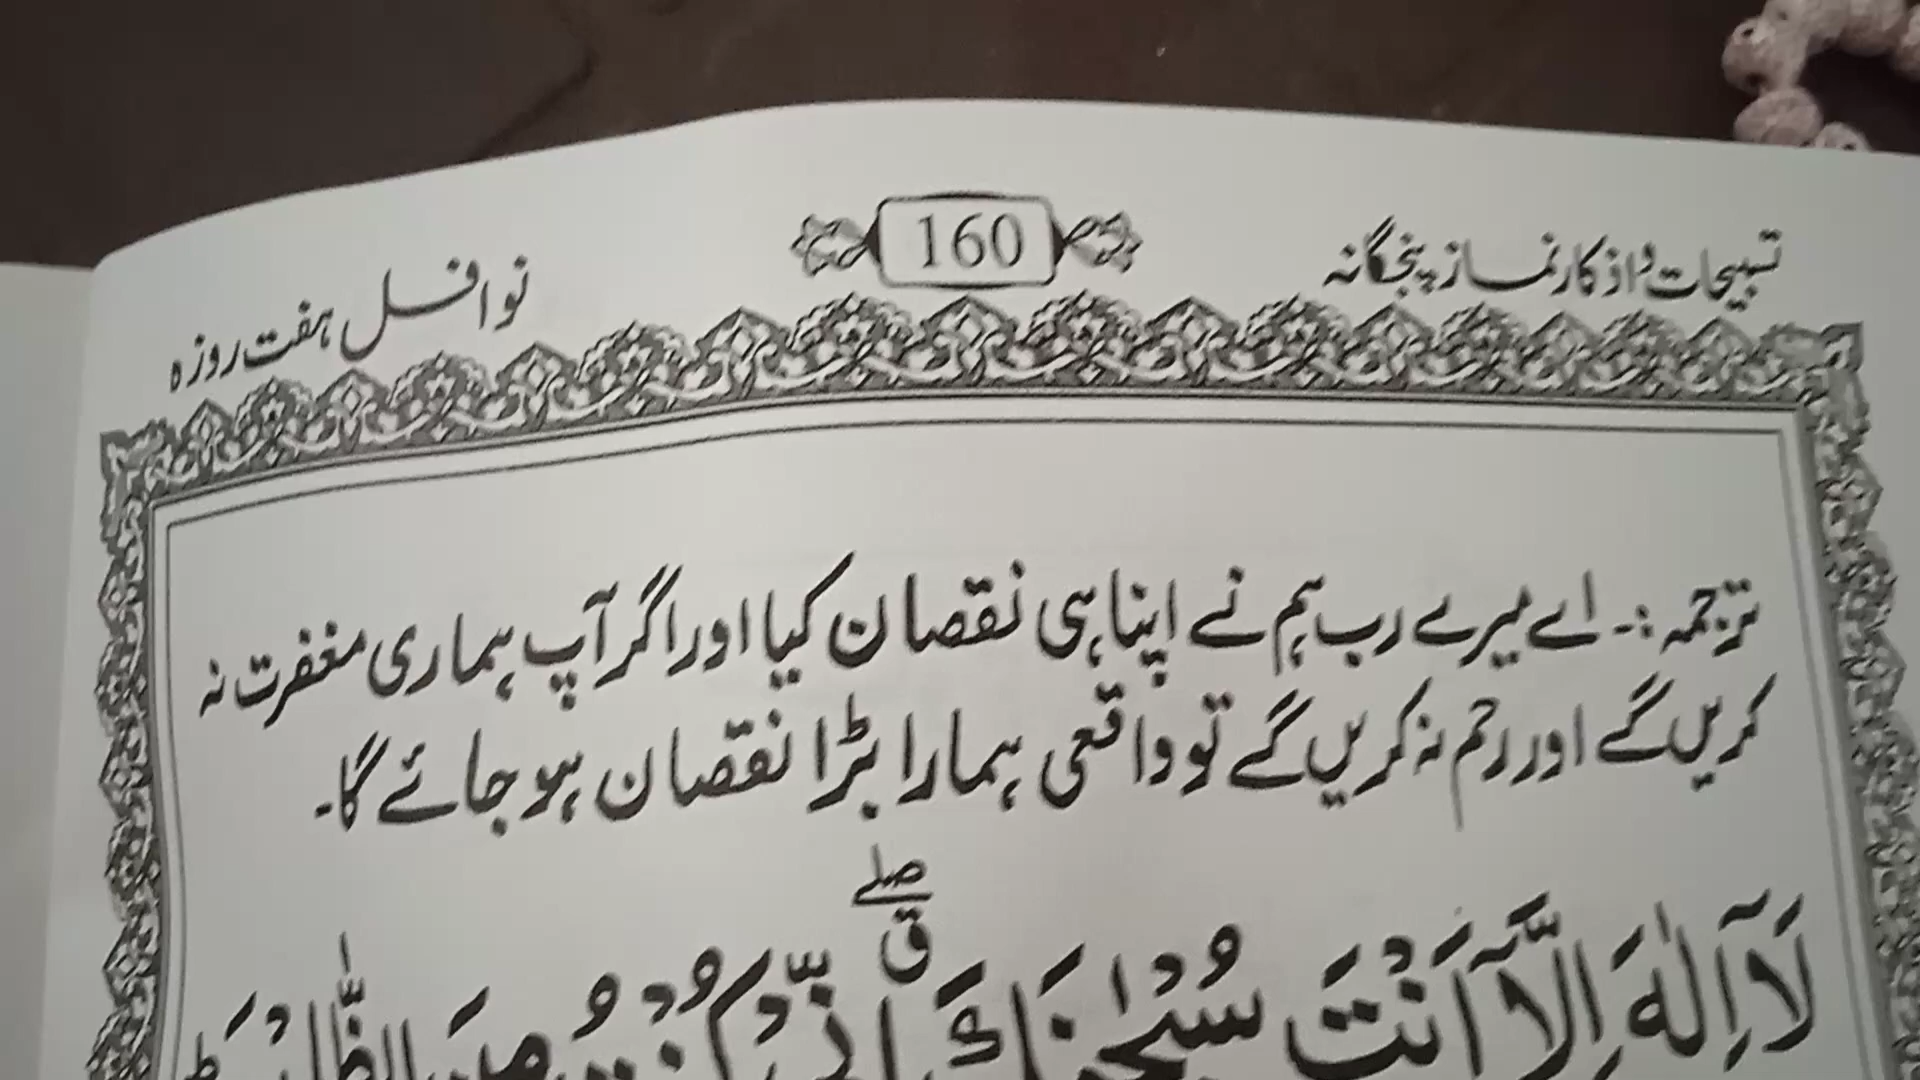 تسبیحات و اذکار نماز پنجگانہ
160
نوافل ہفت روزہ
ترجمہ :۔ اے میرے رب ہم نے اپنا ہی نقصان کیا اور اگر آپ ہماری مغفرت نہ
کریں گے اور رحم نہ کریں گے تو واقعی ہمارا بڑا نقصان ہو جائے گا۔
لَآ اِلٰهَ اِلَّآ اَنْتَ سُبْحٰنَكَ ۖق اِنِّیْ كُنْتُ مِنَ